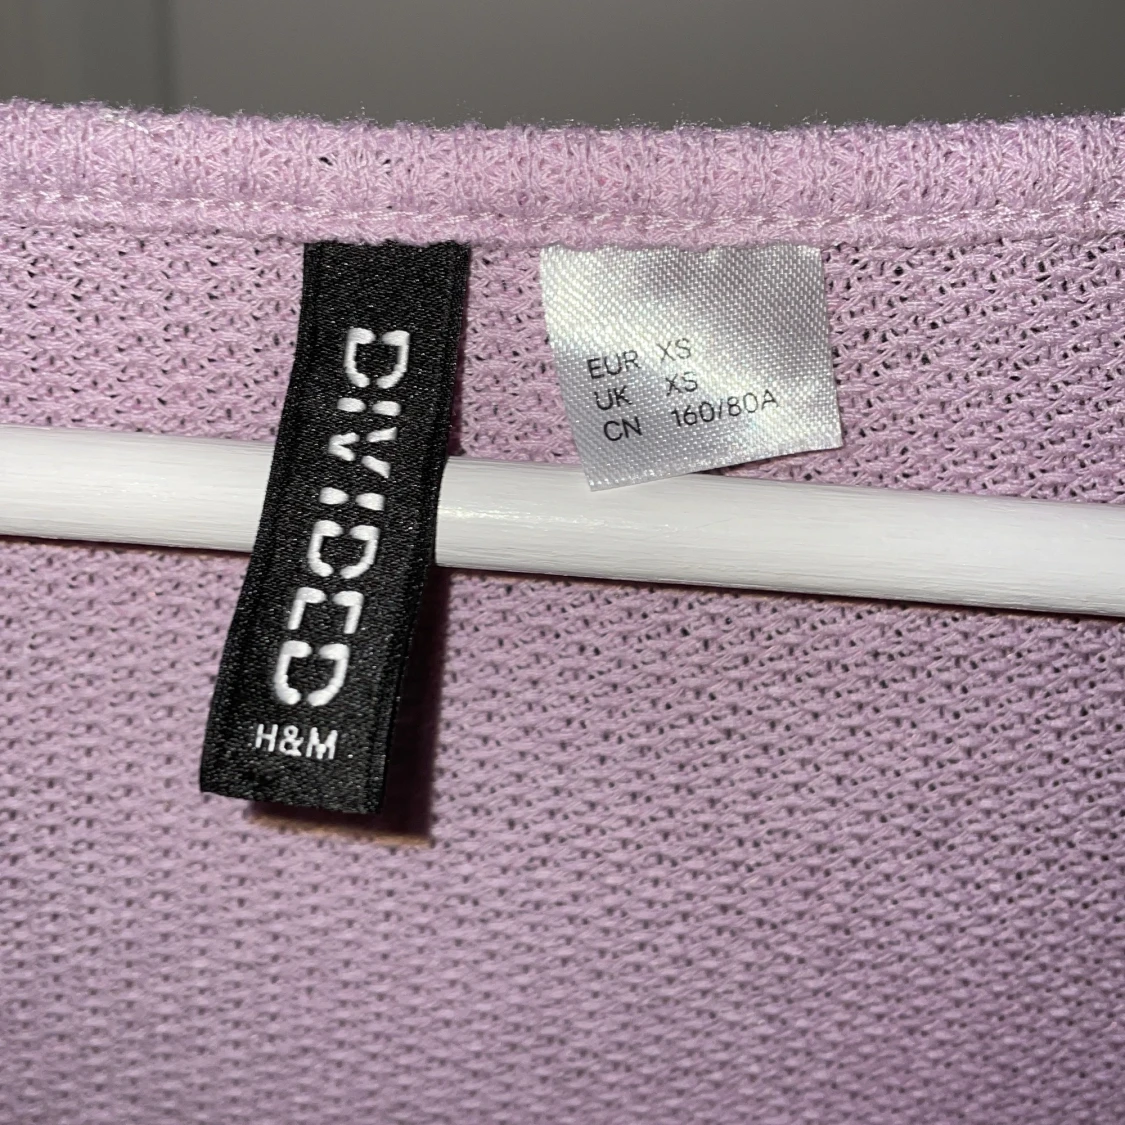 DIVIDED
H&M
EUR XS
UK XS
CN 160/80A